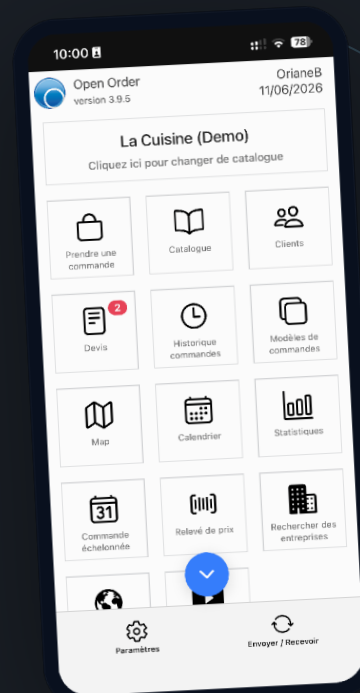 10:00
78
Open Order
OrianeB
version 3.9.5
11/06/2026
La Cuisine (Demo)
Cliquez ici pour changer de catalogue
Prendre une
commande
Catalogue
Clients
2
Devis
Historique
commandes
Modèles de
commandes
Map
Calendrier
Statistiques
31
Commande
échelonnée
Relevé de prix
Rechercher des
entreprises
Paramètres
Envoyer / Recevoir